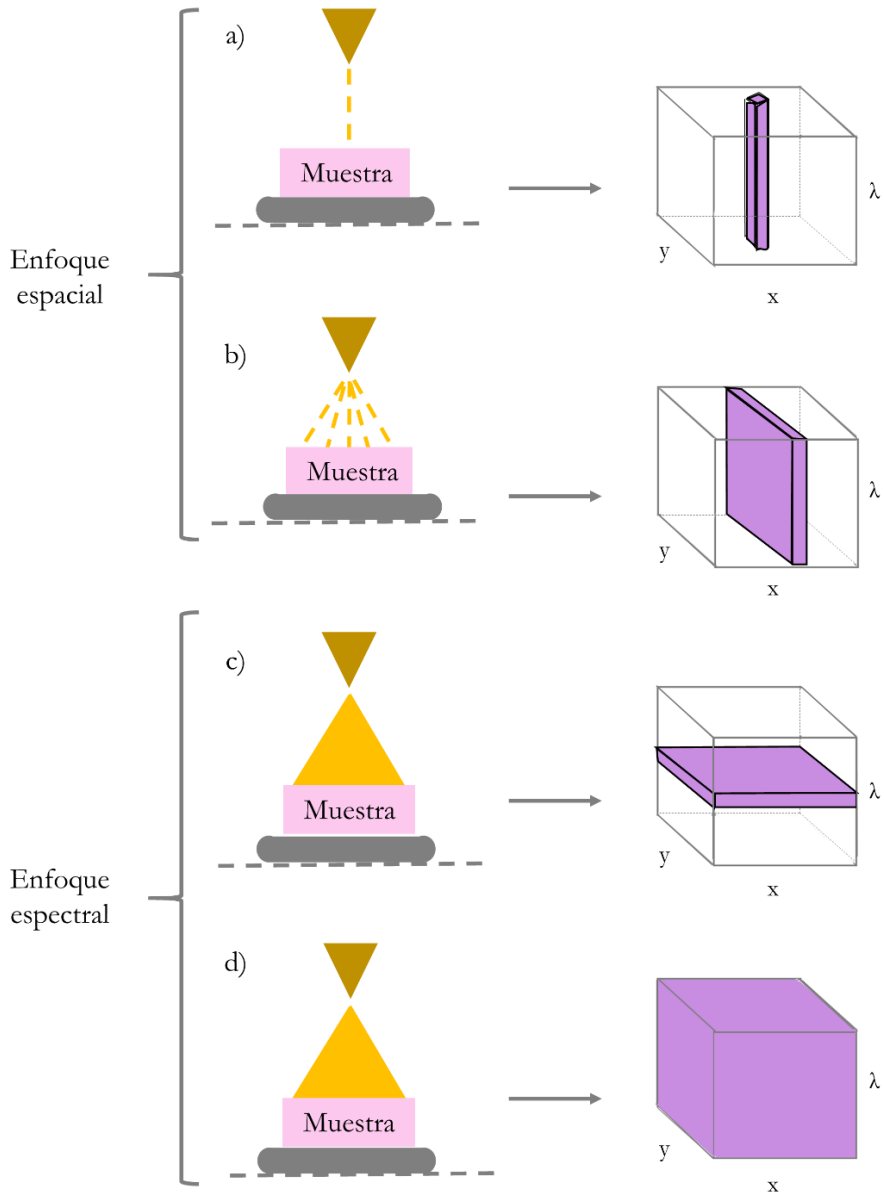 a)
Muestra
λ
y
x
Enfoque
espacial
b)
Muestra
λ
y
x
c)
Muestra
λ
y
x
Enfoque
espectral
d)
Muestra
λ
y
x